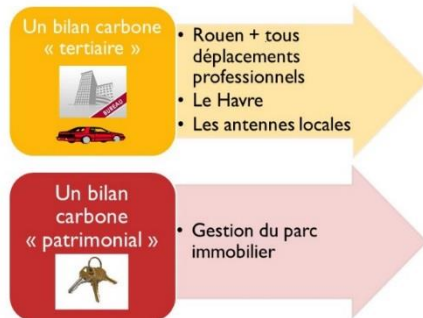 Un bilan carbone
« tertiaire »
BUREAU
• Rouen + tous
déplacements
professionnels
• Le Havre
• Les antennes locales
Un bilan
carbone
« patrimonial »
• Gestion du parc
immobilier